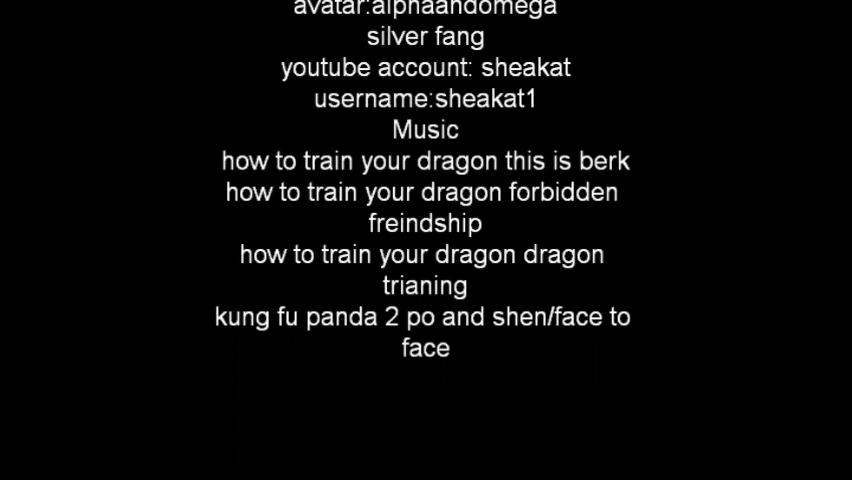 avatar:alphaandomega
silver fang
youtube account: sheakat
username:sheakat1
Music
how to train your dragon this is berk
how to train your dragon forbidden
freindship
how to train your dragon dragon
trianing
kung fu panda 2 po and shen/face to
face